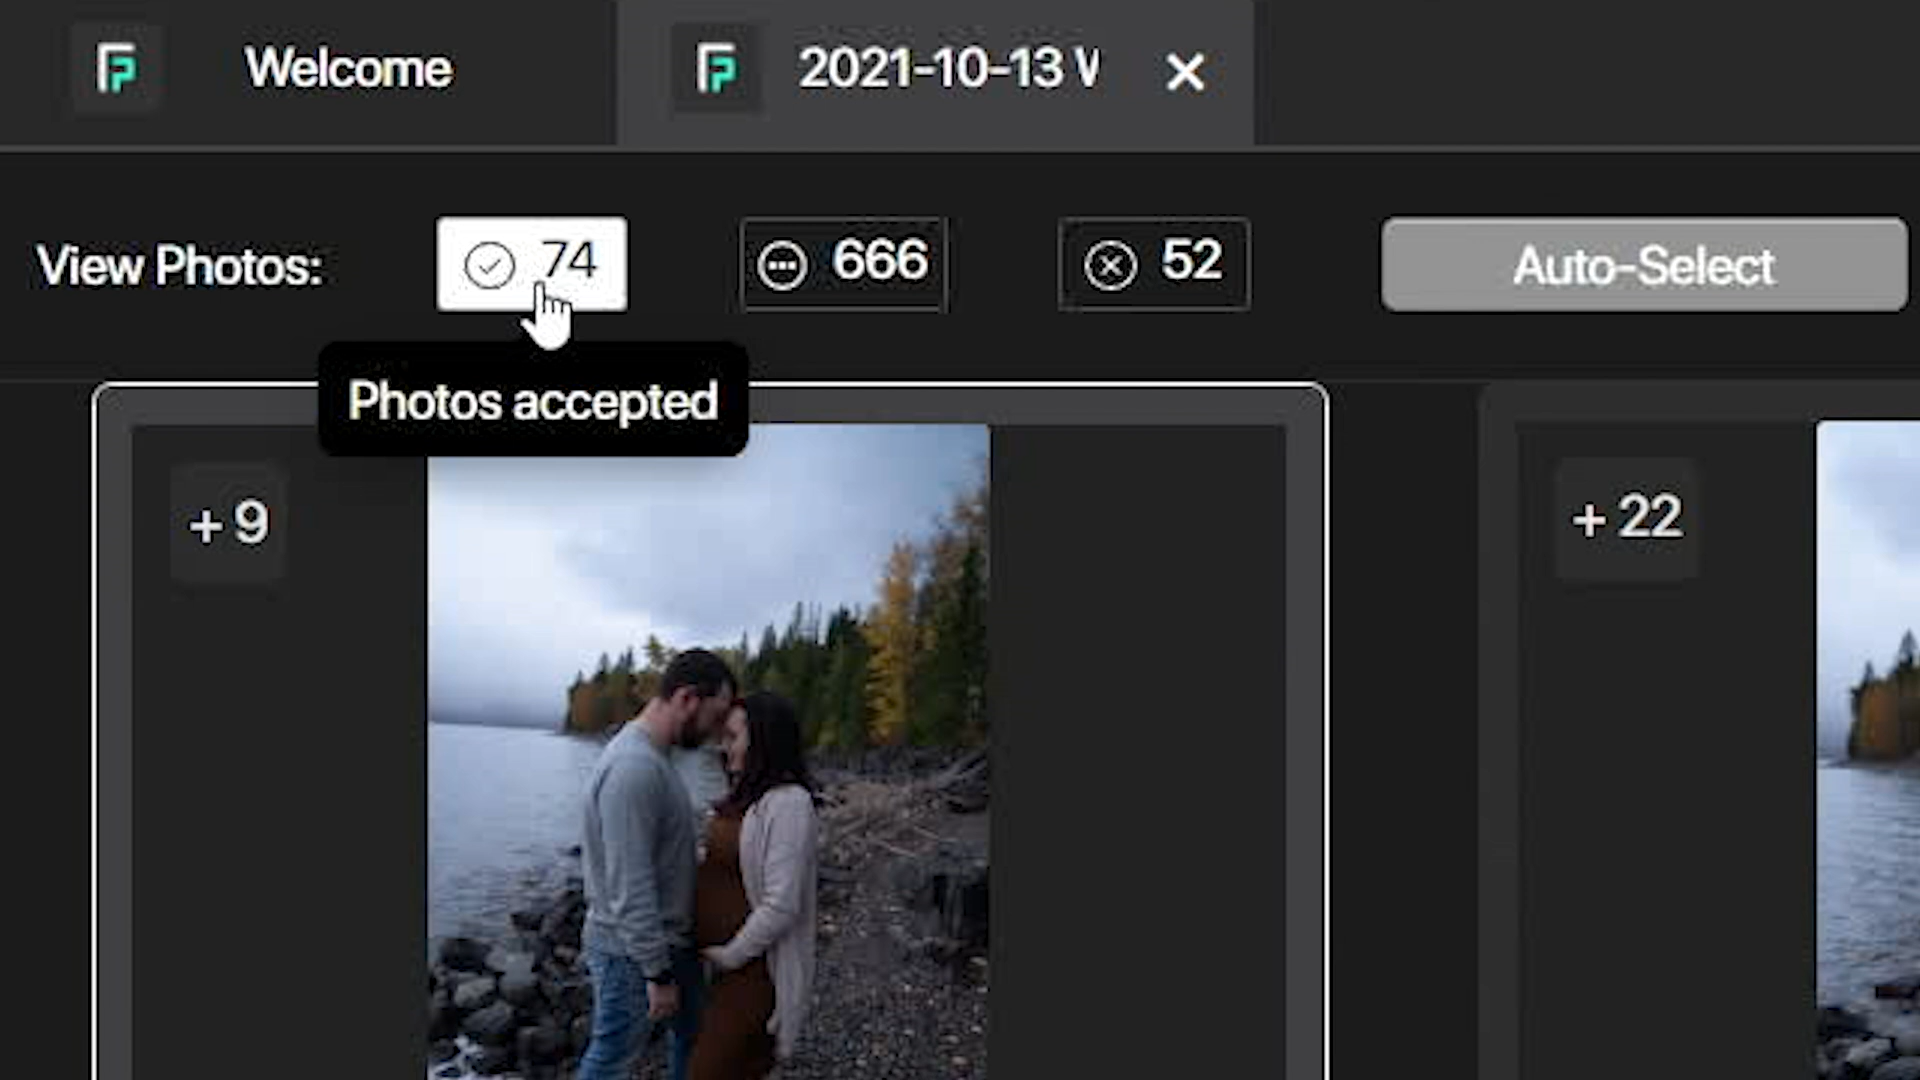 Welcome
2021-10-13 V
View Photos:
74
666
52
Auto-Select
Photos accepted
+9
+22